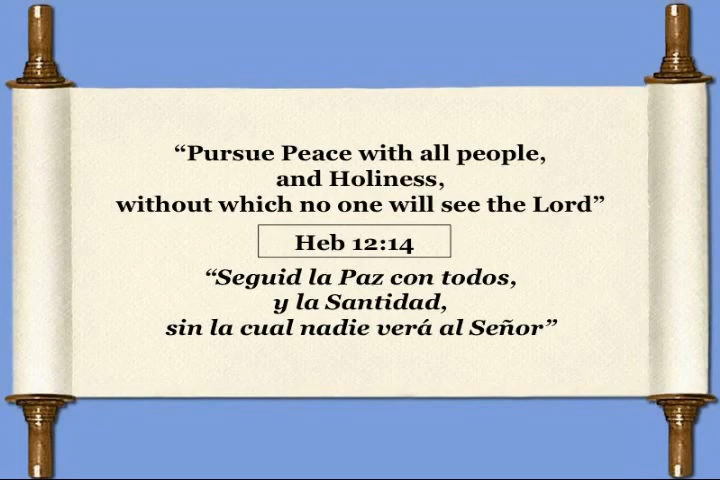 “Pursue Peace with all people,
and Holiness,
without which no one will see the Lord”
Heb 12:14
“Seguid la Paz con todos,
y la Santidad,
sin la cual nadie verá al Señor”